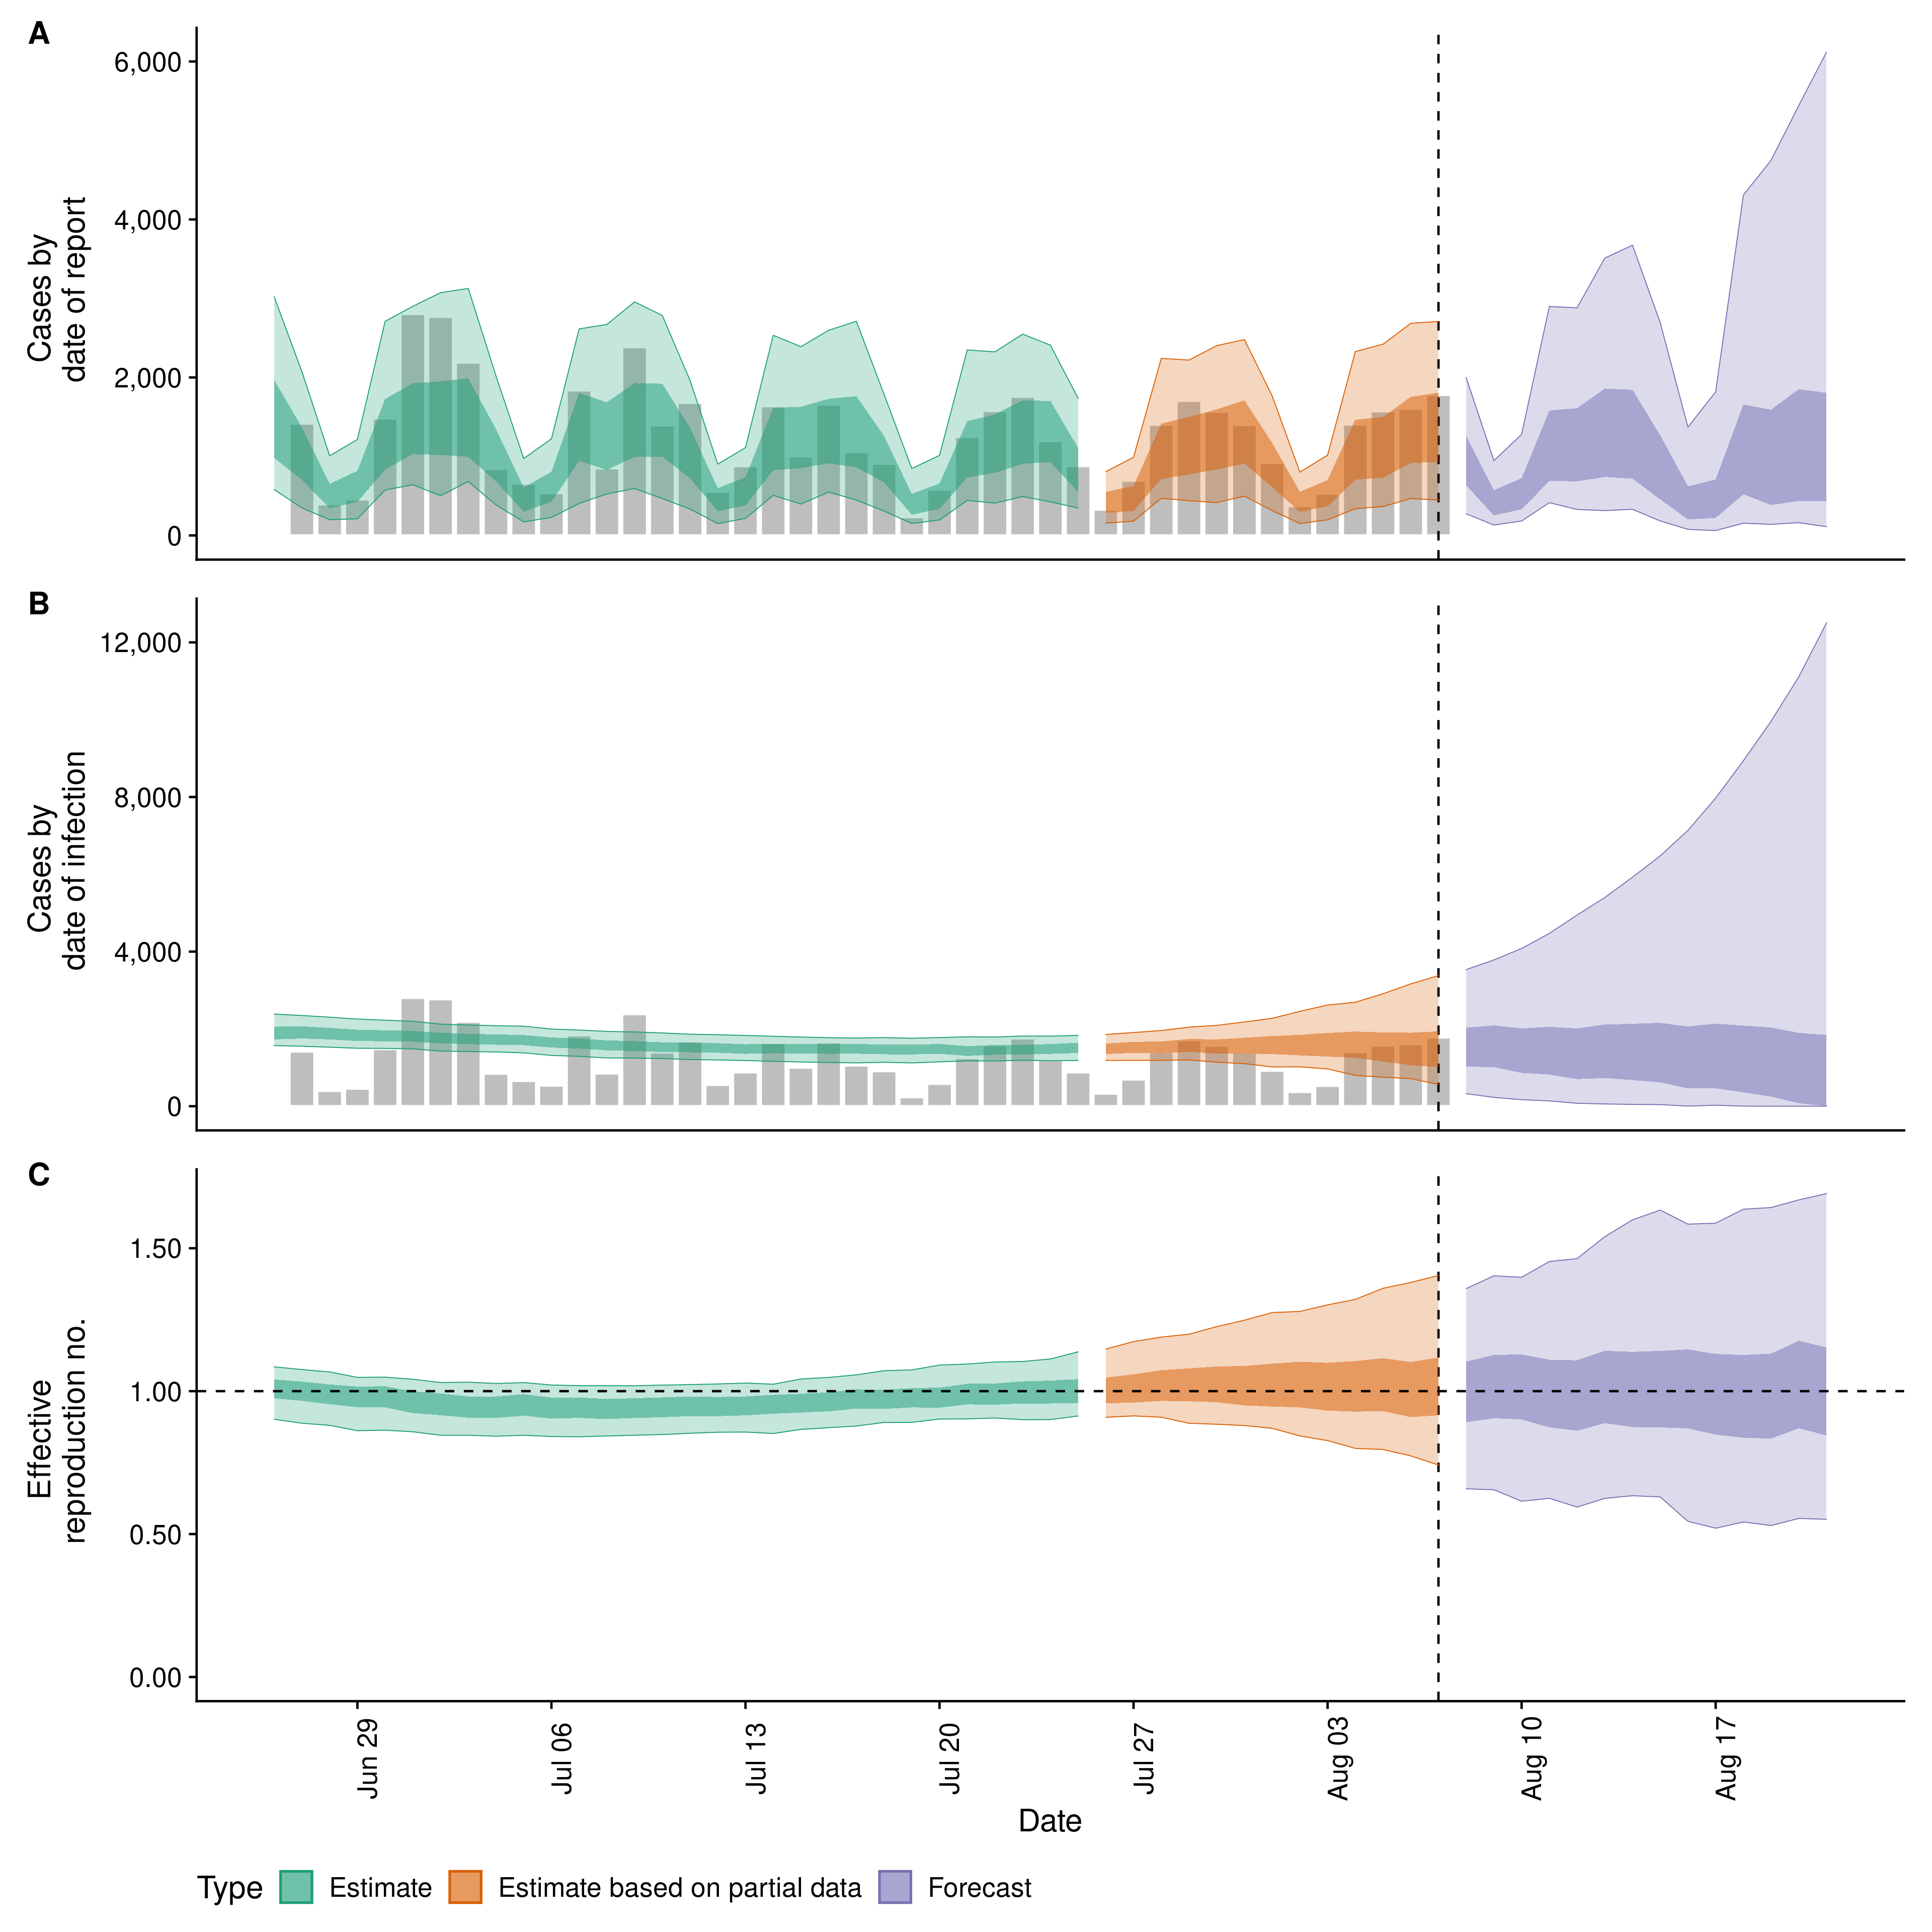 A
6,000
4,000
2,000
0
Cases by
date of report
B
12,000
8,000
4,000
0
Cases by
date of infection
C
1.50
1.00
0.50
0.00
Effective
reproduction no.
Jun 29
Jul 06
Jul 13
Jul 20
Jul 27
Aug 03
Aug 10
Aug 17
Date
Type Estimate Estimate based on partial data Forecast